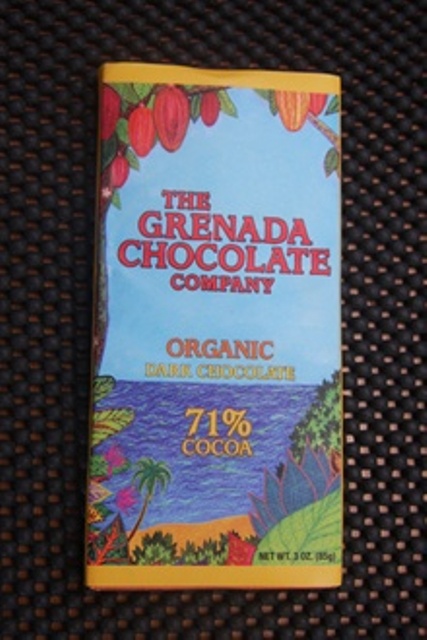 THE
GRENADA
CHOCOLATE
COMPANY
ORGANIC
DARK CHOCOLATE
71%
COCOA
NET WT. 3 OZ. (85g)